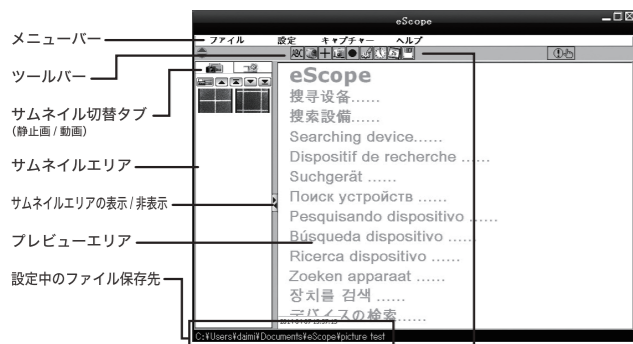 eScope
メニューバー
ファイル 設定 キャプチャー ヘルプ
ツールバー
ABC
サムネイル切替タブ
(静止画 / 動画)
サムネイルエリア
サムネイルエリアの表示 / 非表示
プレビューエリア
設定中のファイル保存先
eScope
搜寻设备......
搜索設備......
Searching device......
Dispositif de recherche ......
Suchgerät ......
Поиск устройств ......
Pesquisando dispositivo ......
Búsqueda dispositivo ......
Ricerca dispositivo ......
Zoeken apparaat ......
장치를 검색 ......
デバイスの検索......
C:¥Users¥daimi¥Documents¥eScope¥picture test